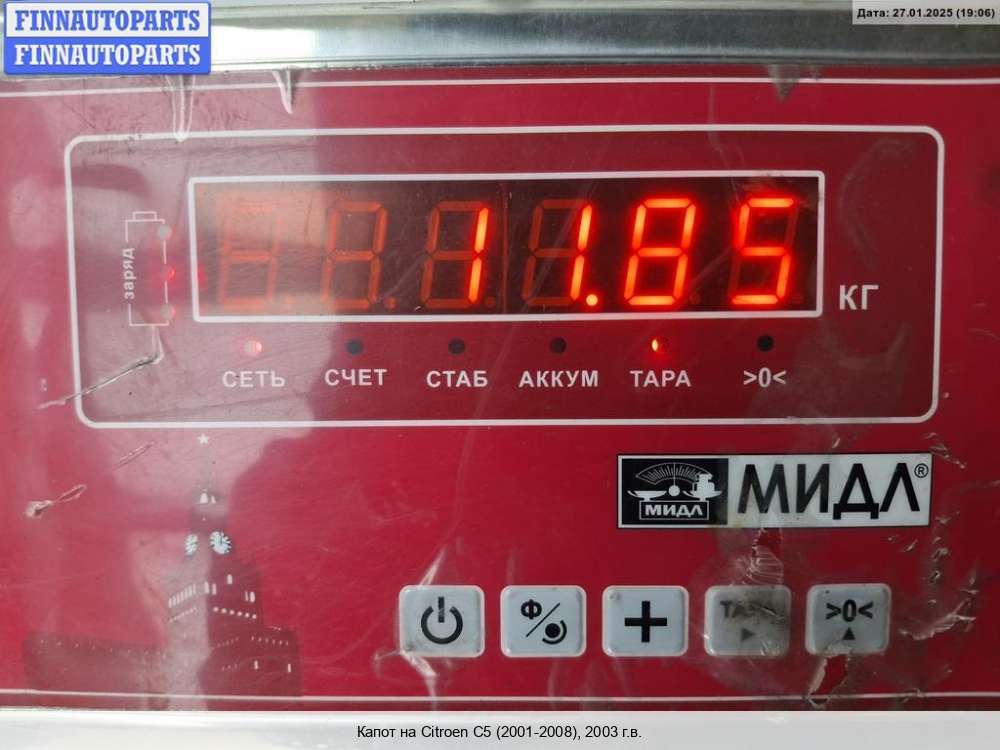 FINNAUTOPARTS
FINNAUTOPARTS
Дата: 27.01.2025 (19:06)
заряд
11.85
КГ
СЕТЬ СЧЕТ СТАБ АККУМ ТАРА >0<
МИДЛ
МИДЛ®
Ф
+
>0<
Капот на Citroen C5 (2001-2008), 2003 г.в.